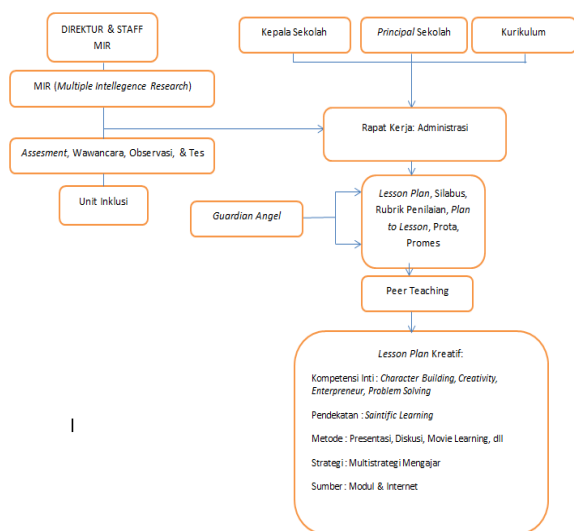 DIREKTUR & STAFF
MIR
Kepala Sekolah
Principal Sekolah
Kurikulum
MIR (Multiple Intellegence Research)
Rapat Kerja: Administrasi
Assesment, Wawancara, Observasi, & Tes
Unit Inklusi
Guardian Angel
Lesson Plan, Silabus,
Rubrik Penilaian, Plan
to Lesson, Prota,
Promes
Peer Teaching
Lesson Plan Kreatif:
Kompetensi Inti : Character Building, Creativity,
Enterpreneur, Problem Solving
Pendekatan : Saintific Learning
Metode : Presentasi, Diskusi, Movie Learning, dll
Strategi : Multistrategi Mengajar
Sumber : Modul & Internet